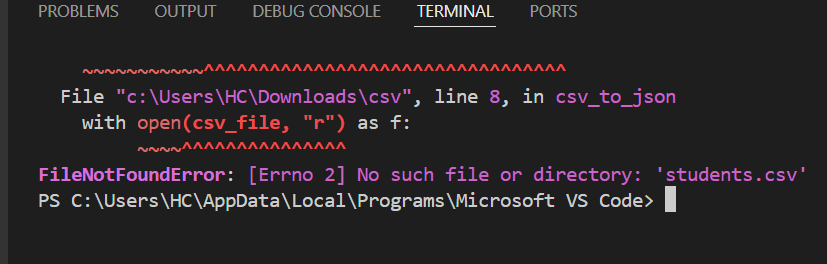 PROBLEMS OUTPUT DEBUG CONSOLE TERMINAL PORTS
~~~~~~~~~~~^^^^^^^^^^^^^^^^^^^^^^^^^^^^^^^^^
File "c:\Users\HC\Downloads\csv", line 8, in csv_to_json
with open(csv_file, "r") as f:
~~~~^^^^^^^^^^^^^^^
FileNotFoundError: [Errno 2] No such file or directory: 'students.csv'
PS C:\Users\HC\AppData\Local\Programs\Microsoft VS Code>